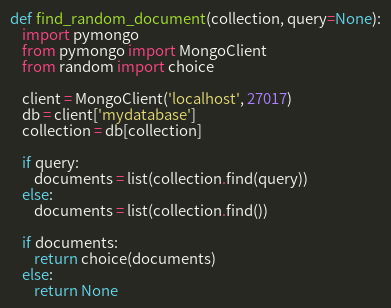 def find_random_document(collection, query=None):
    import pymongo
    from pymongo import MongoClient
    from random import choice

    client = MongoClient('localhost', 27017)
    db = client['mydatabase']
    collection = db[collection]

    if query:
        documents = list(collection.find(query))
    else:
        documents = list(collection.find())

    if documents:
        return choice(documents)
    else:
        return None